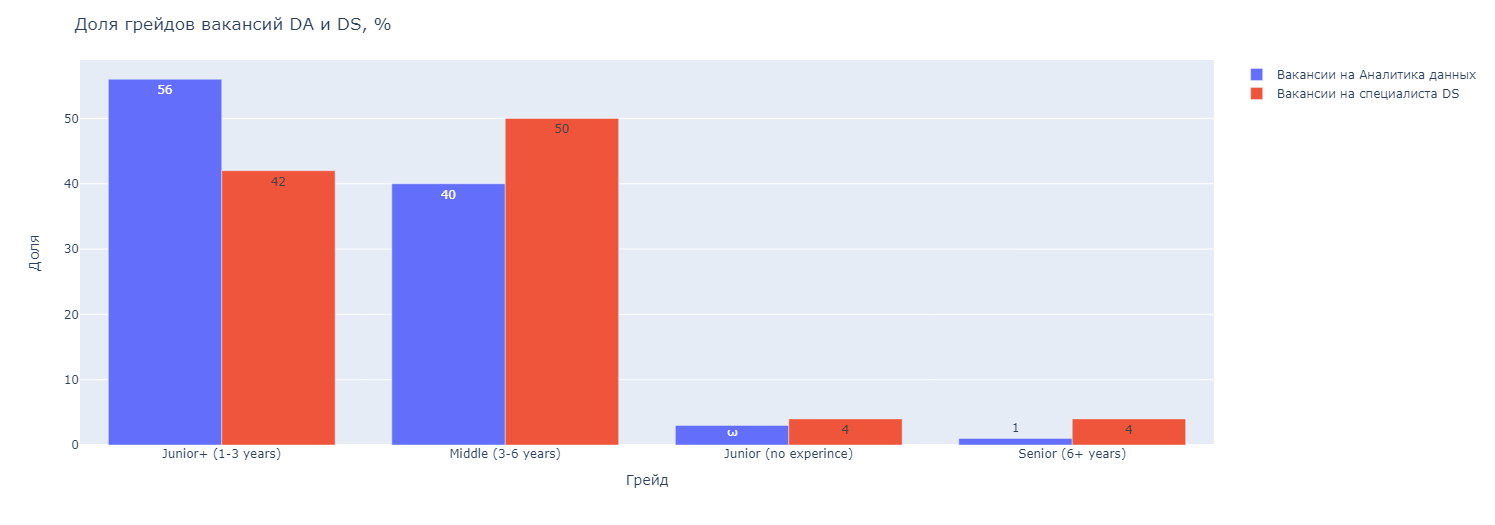 Доля грейдов вакансий DA и DS, %
Вакансии на Аналитика данных
Вакансии на специалиста DS
Доля
50
40
30
20
10
0
56
42
40
50
3
4
1
4
Junior+ (1-3 years)
Middle (3-6 years)
Junior (no experince)
Senior (6+ years)
Грейд